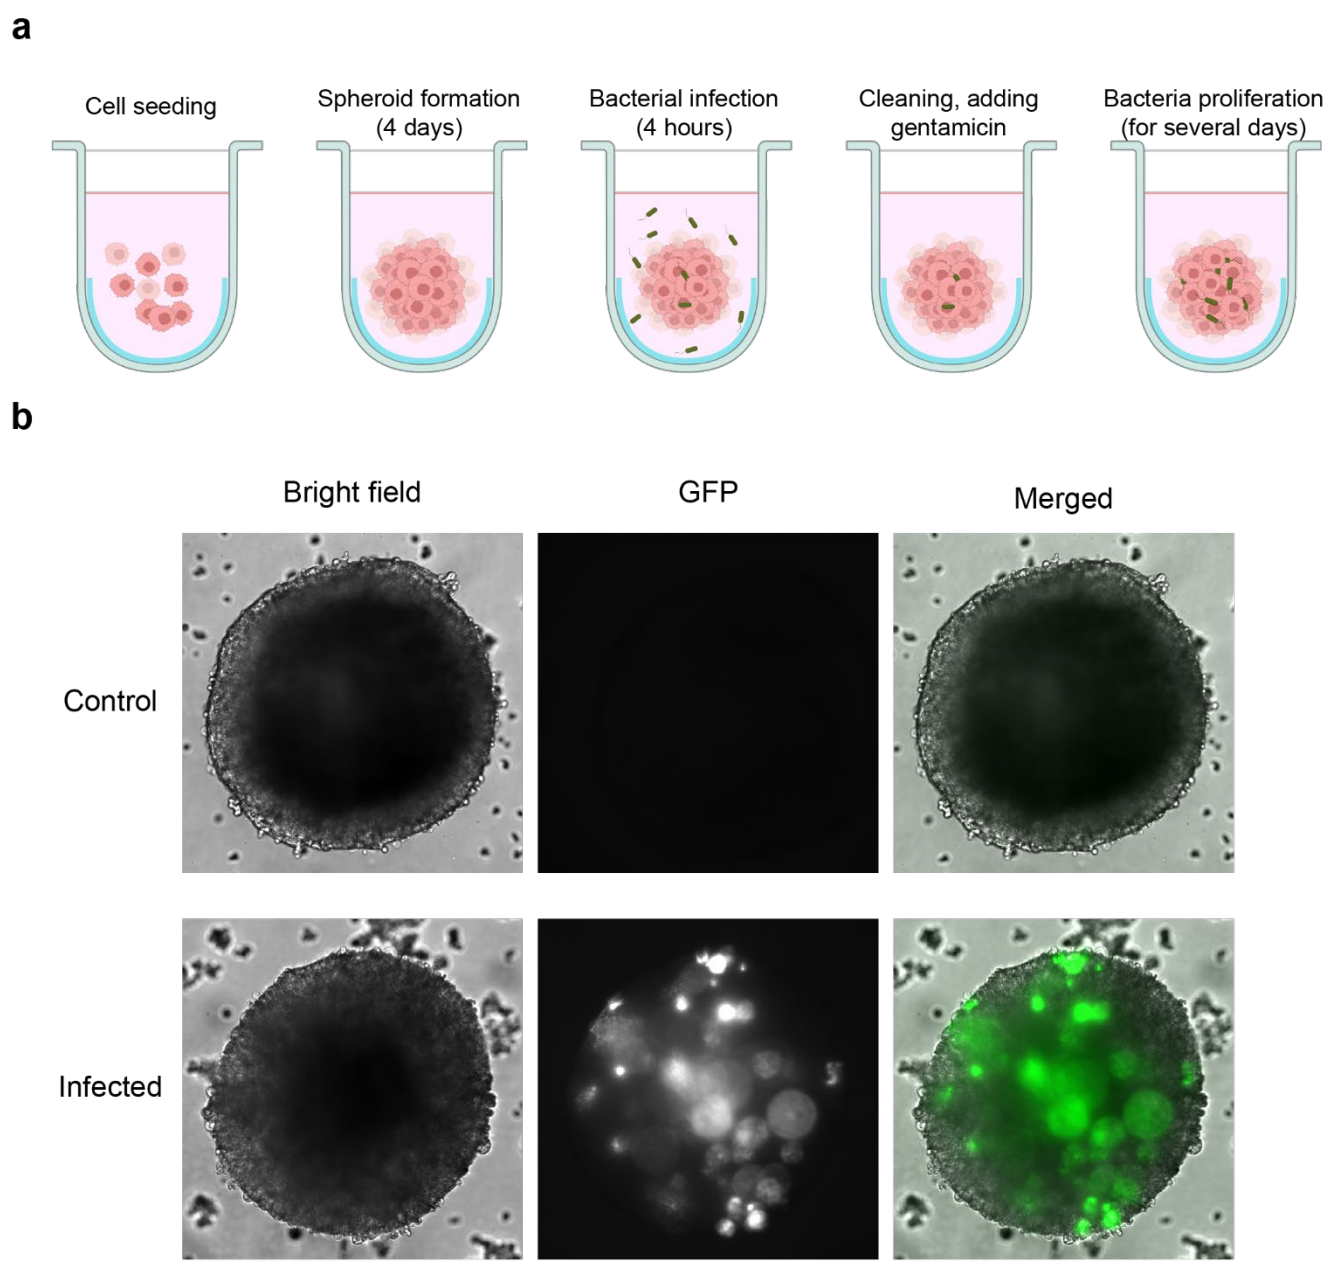 a
Cell seeding
Spheroid formation
(4 days)
Bacterial infection
(4 hours)
Cleaning, adding
gentamicin
Bacteria proliferation
(for several days)
b
Bright field
GFP
Merged
Control
Infected